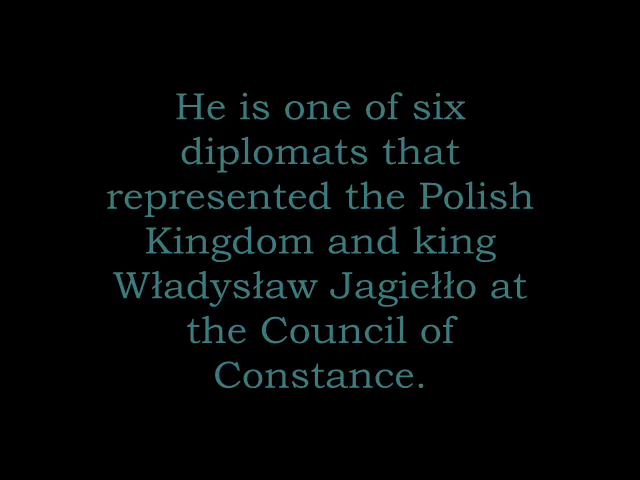 He is one of six
diplomats that
represented the Polish
Kingdom and king
Władysław Jagiełło at
the Council of
Constance.